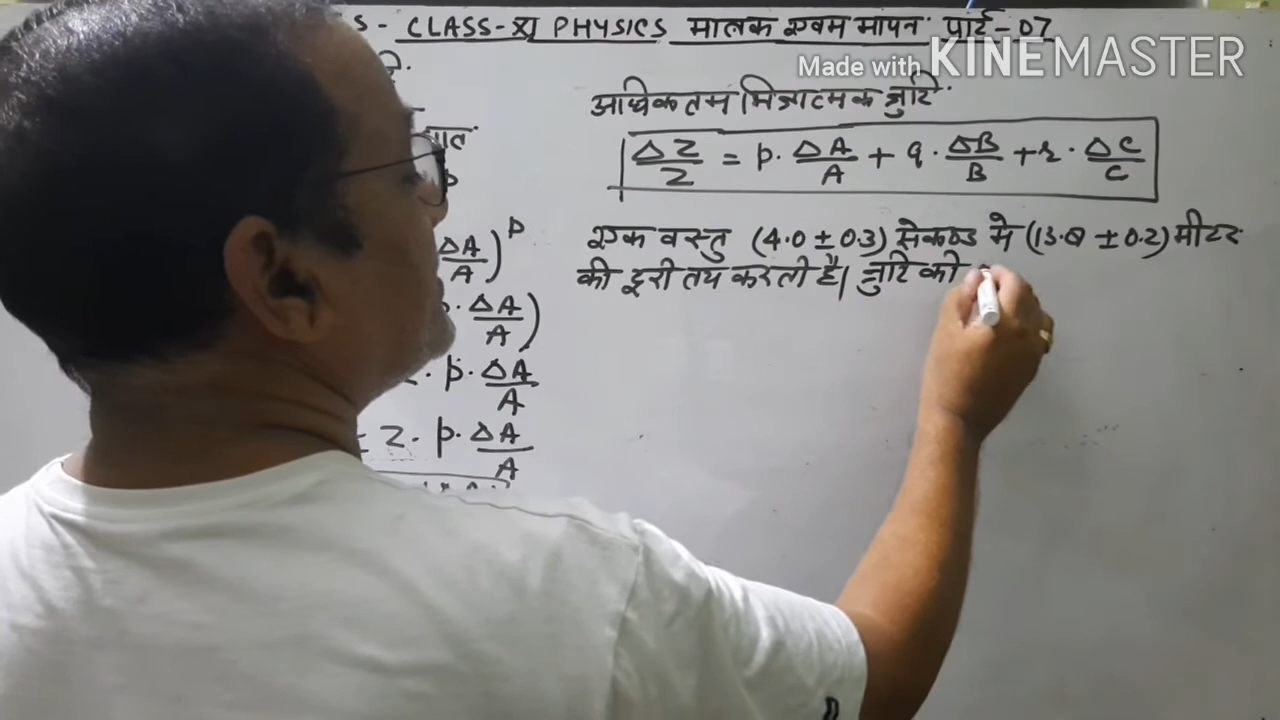 S - CLASS-XI PHYSICS मात्रक एवम मापन पार्ट-07
Made with KINEMASTER
अधिकतम भिन्नात्मक त्रुटि
ΔZ/Z = p. ΔA/A + q. ΔB/B + r. ΔC/C
एक वस्तु (4.0 ± 0.3) सेकण्ड मे (13.8 ± 0.2) मीटर
की दूरी तय करती है| त्रुटि को
p
ΔA/A)^p
p. ΔA/A)
p. ΔA/A
= Z. p. ΔA/A